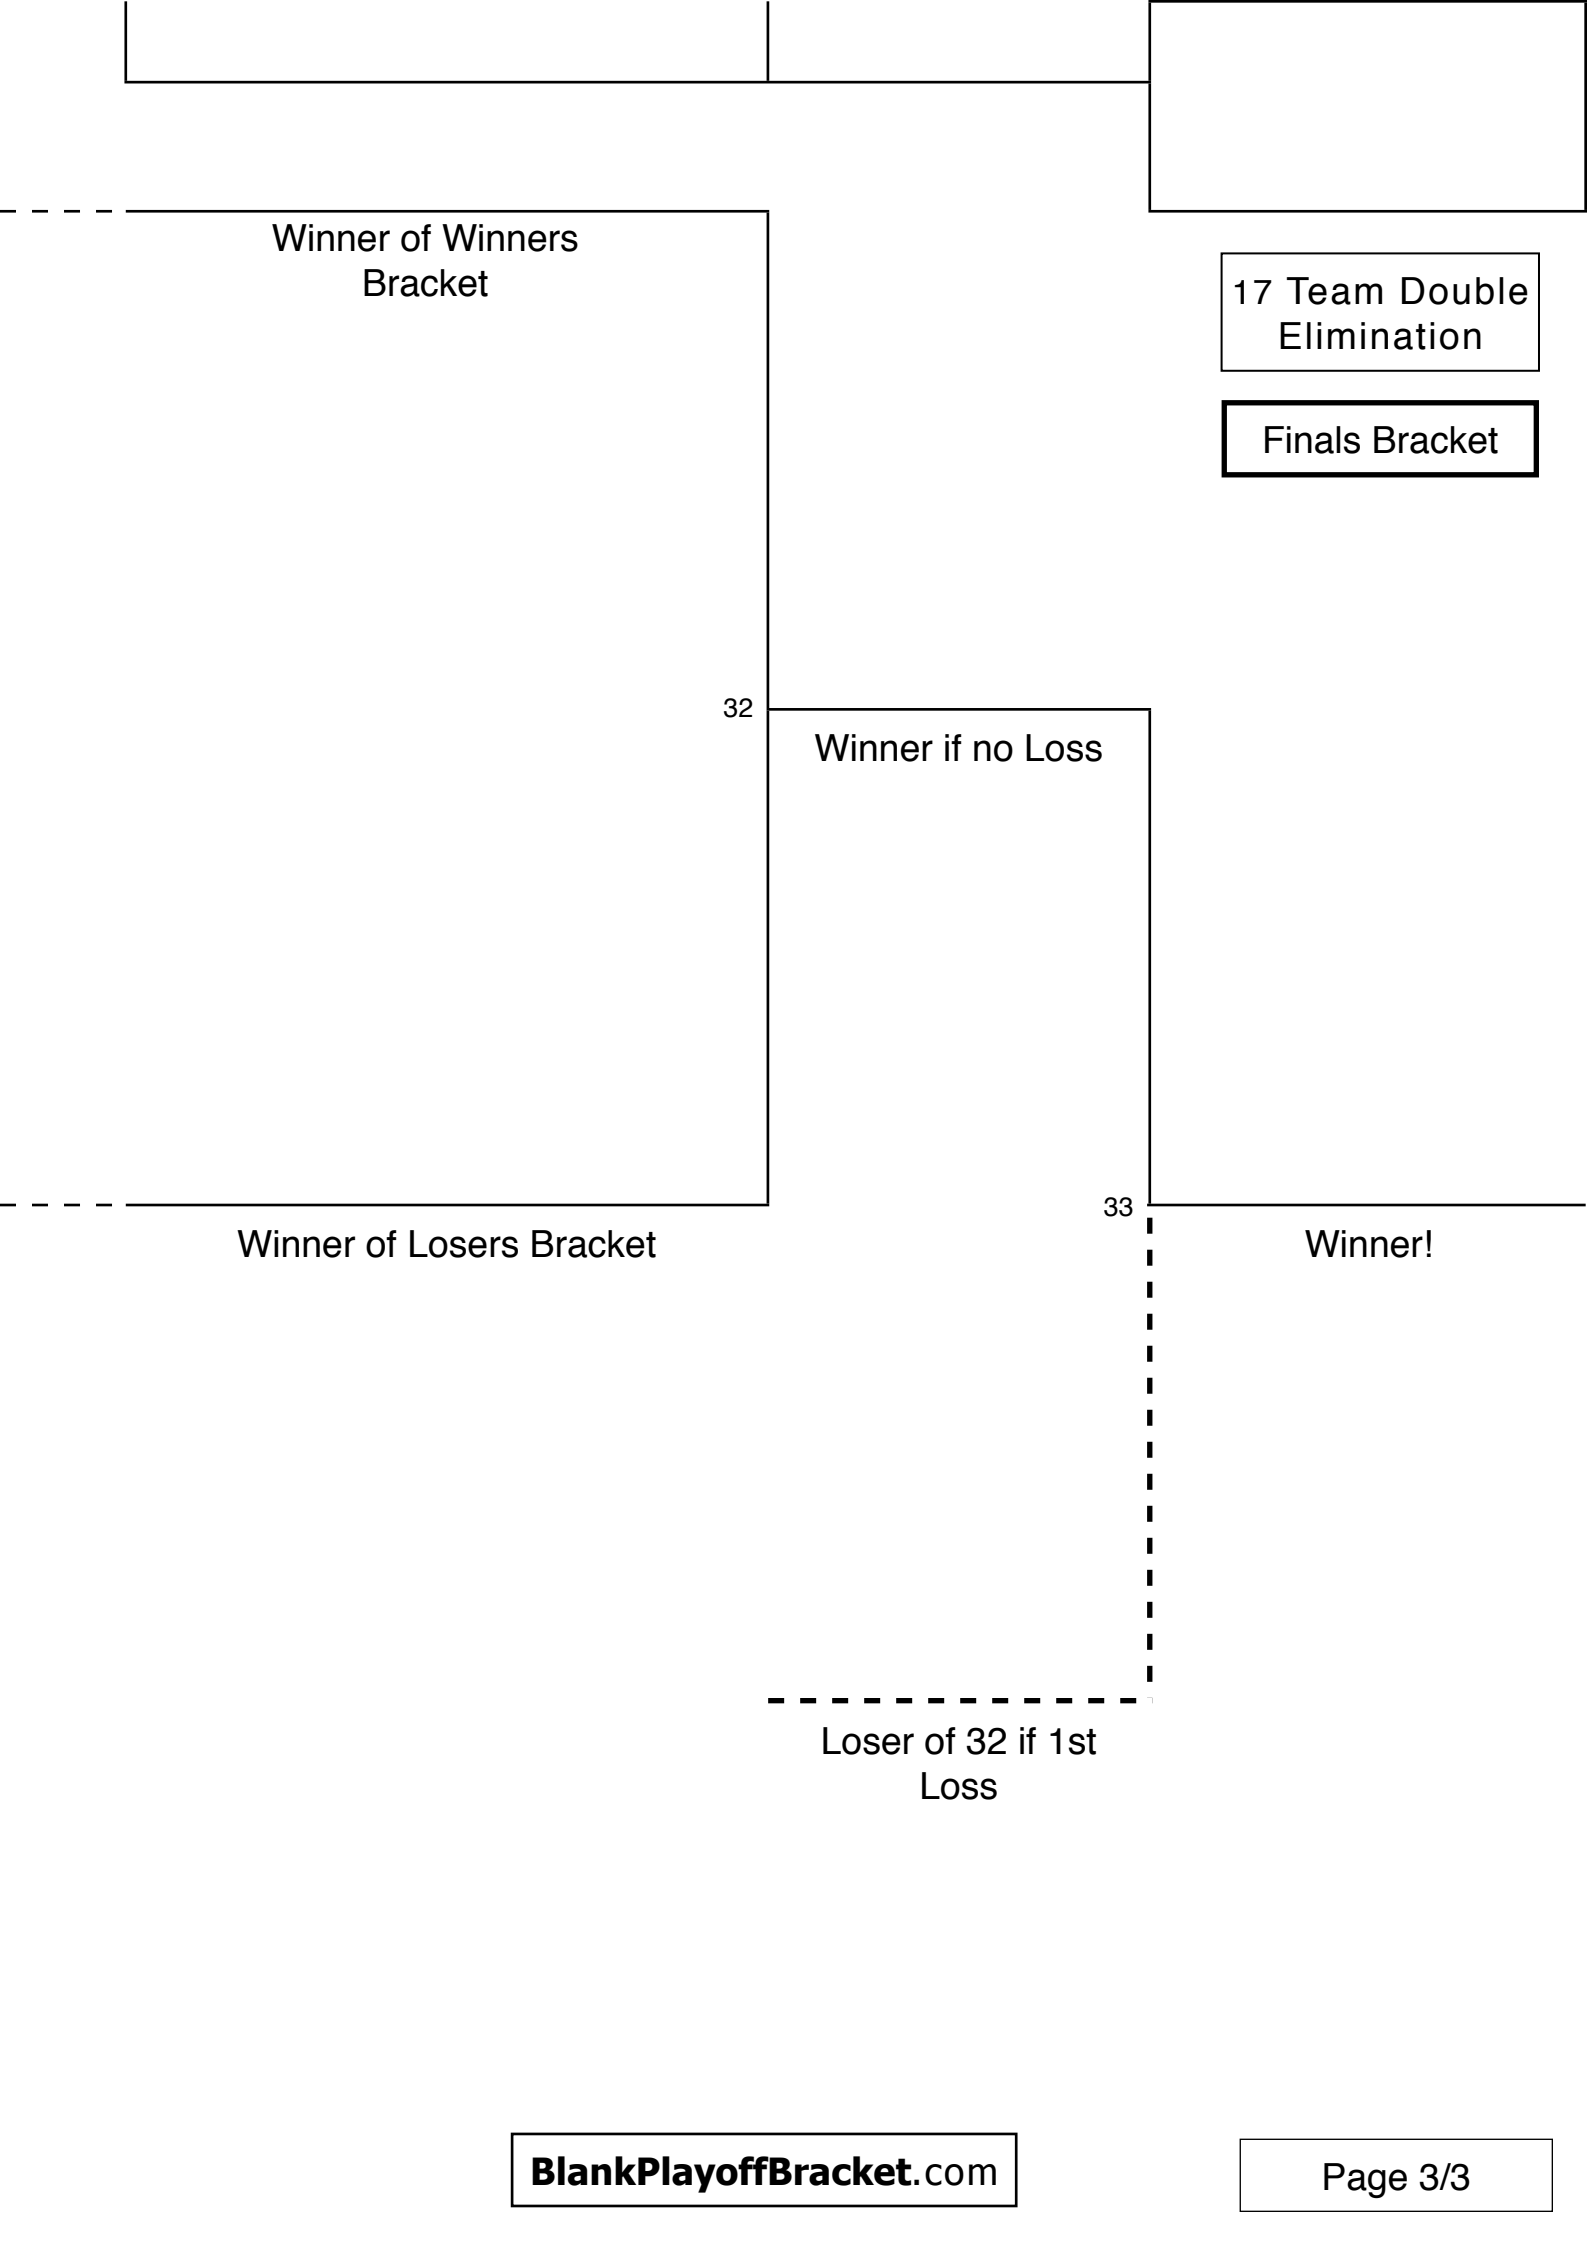 Winner of Winners
Bracket
17 Team Double
Elimination
Finals Bracket
32
Winner if no Loss
33
Winner of Losers Bracket
Winner!
Loser of 32 if 1st
Loss
BlankPlayoffBracket.com
Page 3/3